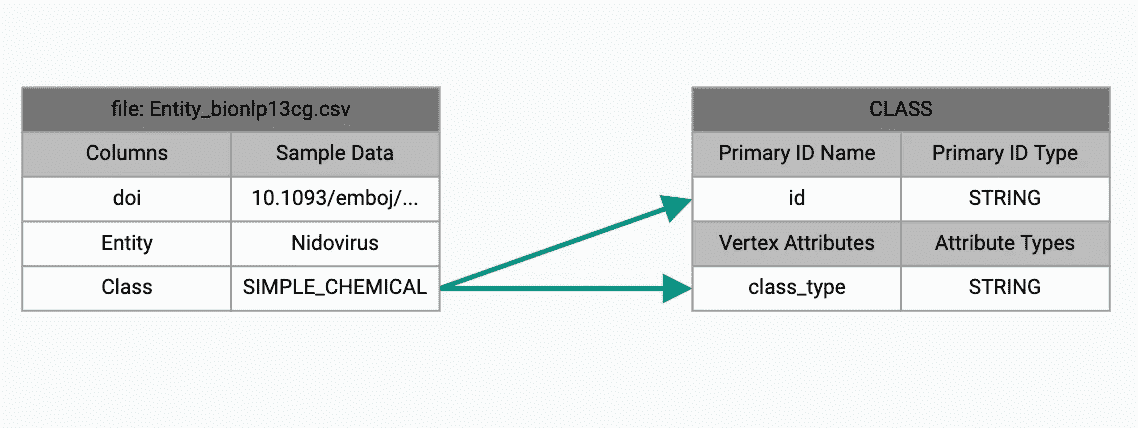 file: Entity_bionlp13cg.csv
Columns Sample Data
doi 10.1093/emboj/...
Entity Nidovirus
Class SIMPLE_CHEMICAL
CLASS
Primary ID Name Primary ID Type
id STRING
Vertex Attributes Attribute Types
class_type STRING